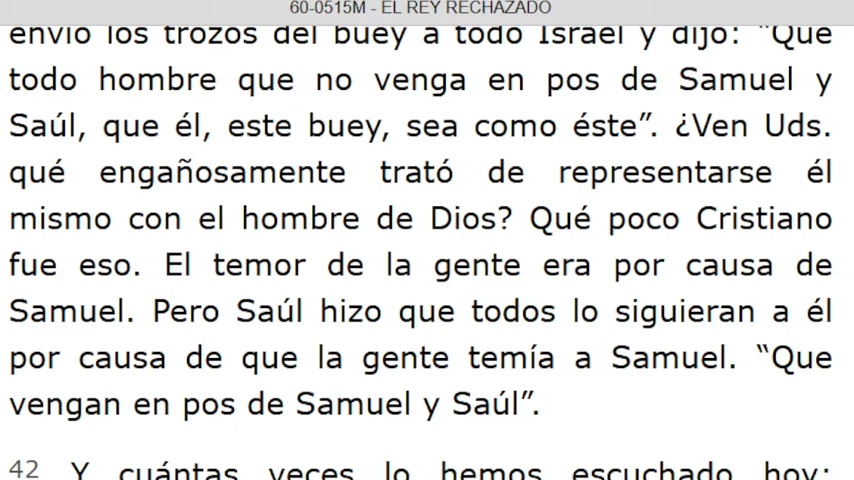 60-0515M - EL REY RECHAZADO
envió los trozos del buey a todo Israel y dijo: “Que
todo hombre que no venga en pos de Samuel y
Saúl, que él, este buey, sea como éste”. ¿Ven Uds.
qué engañosamente trató de representarse él
mismo con el hombre de Dios? Qué poco Cristiano
fue eso. El temor de la gente era por causa de
Samuel. Pero Saúl hizo que todos lo siguieran a él
por causa de que la gente temía a Samuel. “Que
vengan en pos de Samuel y Saúl”.
42 Y cuántas veces lo hemos escuchado hoy: